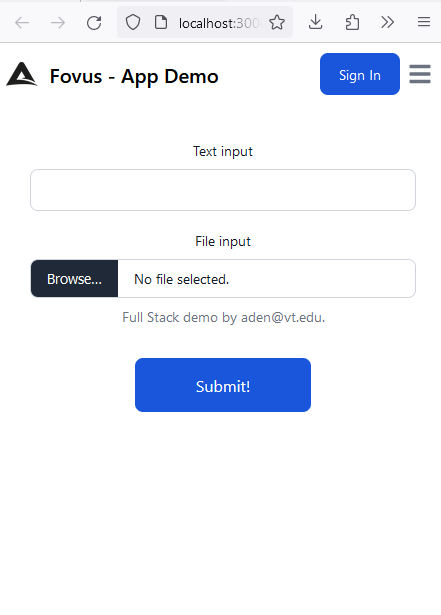 localhost:300
Fovus - App Demo
Sign In
Text input
File input
Browse...
No file selected.
Full Stack demo by aden@vt.edu.
Submit!